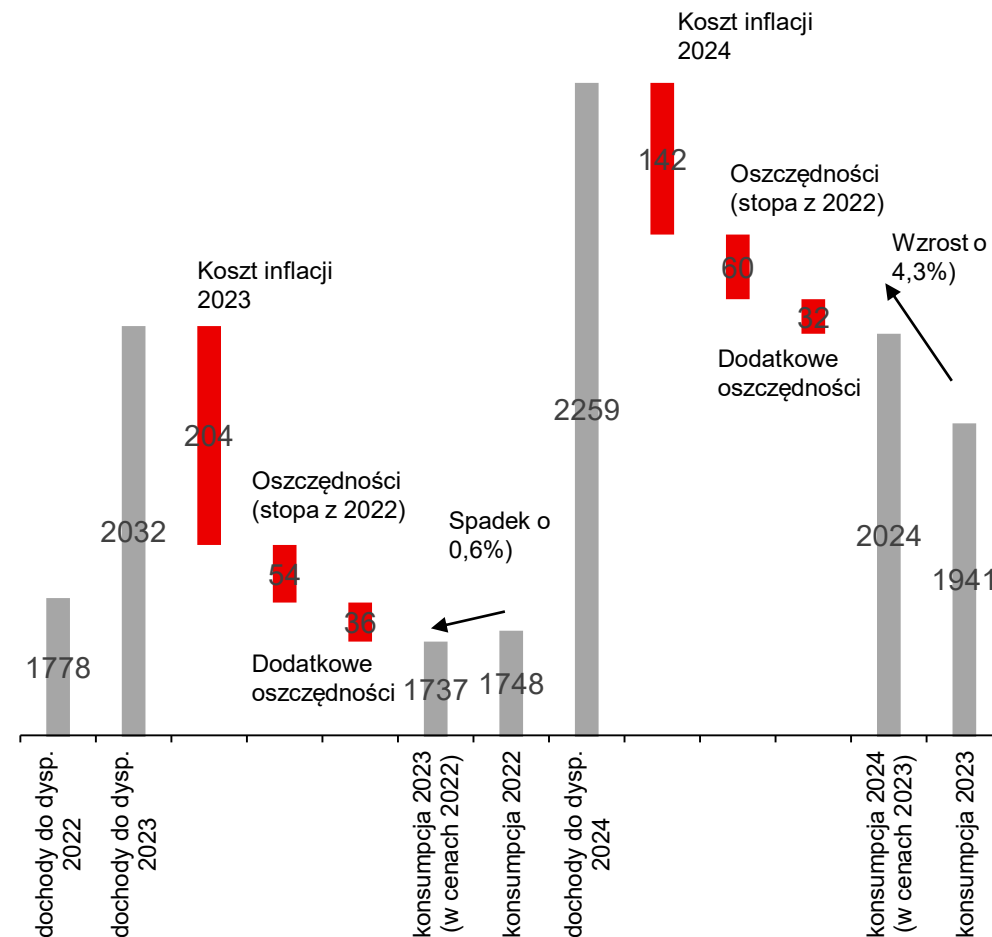 Koszt inflacji
2024
142
Oszczędności
(stopa z 2022)
60
Wzrost o
4,3%)
32
Dodatkowe
oszczędności
Koszt inflacji
2023
204
Oszczędności
(stopa z 2022)
54
Spadek o
0,6%)
36
Dodatkowe
oszczędności
1778
2032
1737
1748
2259
2024
1941
dochody do dysp.
2022
dochody do dysp.
2023
konsumpcja 2023
(w cenach 2022)
konsumpcja 2022
dochody do dysp.
2024
konsumpcja 2024
(w cenach 2023)
konsumpcja 2023